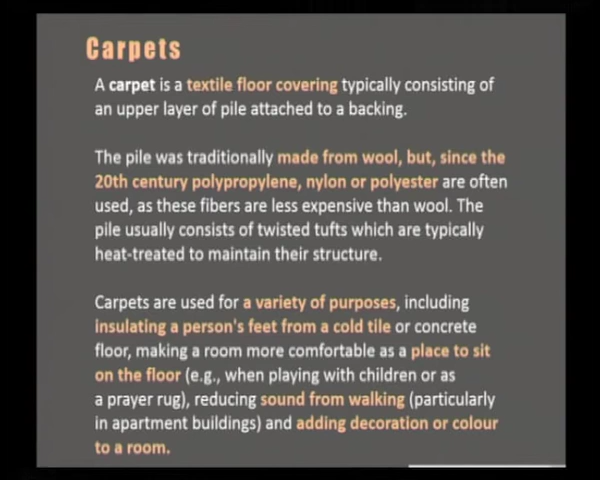 Carpets
A carpet is a textile floor covering typically consisting of
an upper layer of pile attached to a backing.
The pile was traditionally made from wool, but, since the
20th century polypropylene, nylon or polyester are often
used, as these fibers are less expensive than wool. The
pile usually consists of twisted tufts which are typically
heat-treated to maintain their structure.
Carpets are used for a variety of purposes, including
insulating a person's feet from a cold tile or concrete
floor, making a room more comfortable as a place to sit
on the floor (e.g., when playing with children or as
a prayer rug), reducing sound from walking (particularly
in apartment buildings) and adding decoration or colour
to a room.